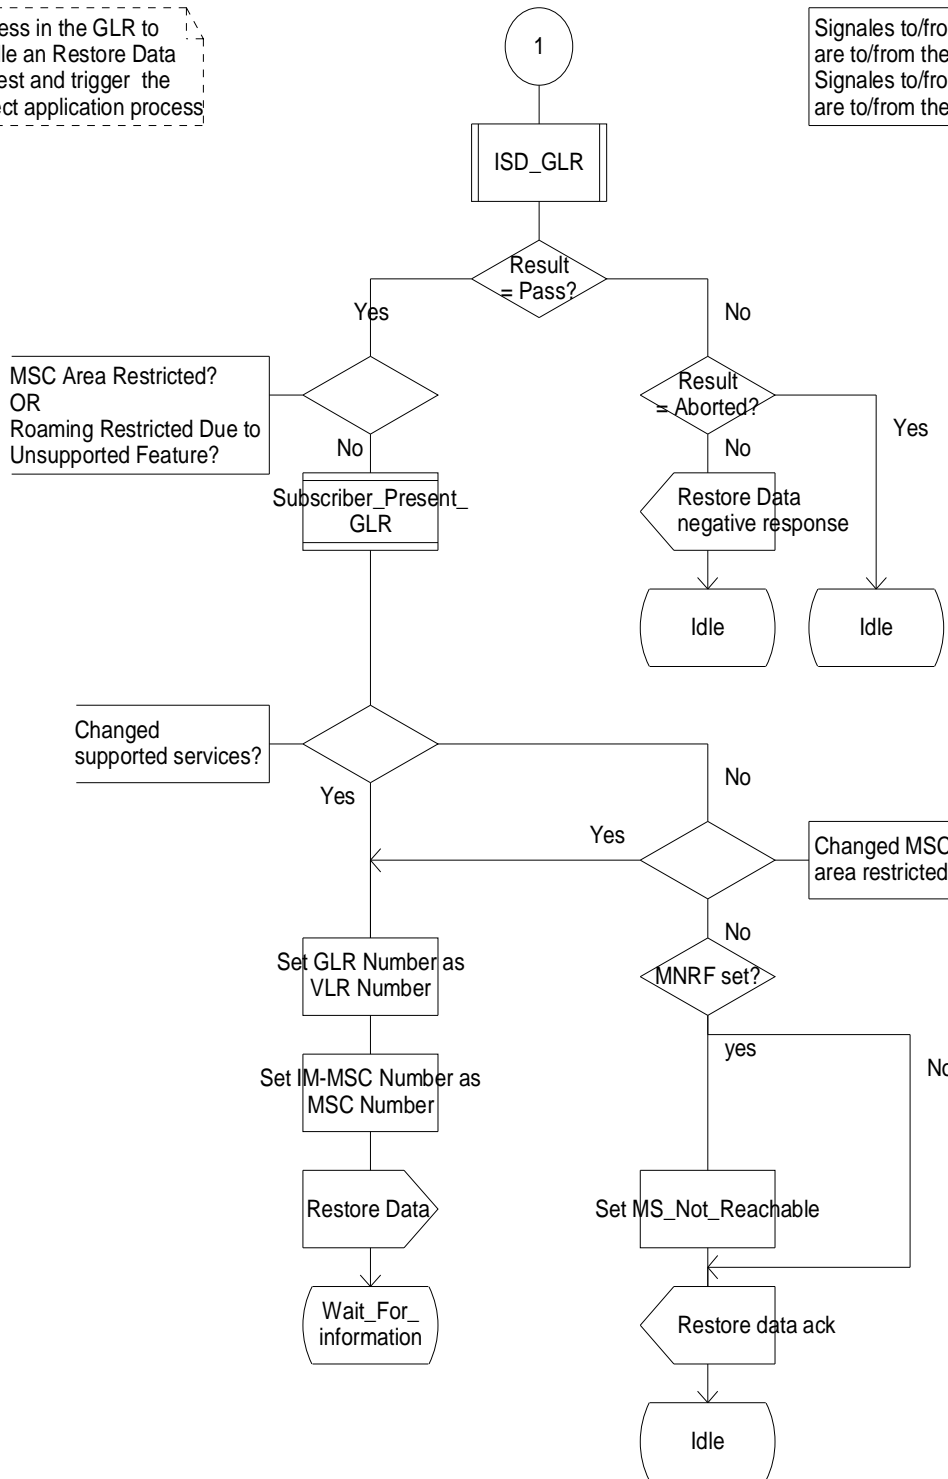 ess in the GLR to
le an Restore Data
est and trigger the
ect application process
1
Signales to/fro
are to/from the
Signales to/fro
are to/from the
ISD_GLR
Result
= Pass?
Yes
No
MSC Area Restricted?
OR
Roaming Restricted Due to
Unsupported Feature?
Result
= Aborted?
Yes
No
No
Subscriber_Present_
GLR
Restore Data
negative response
Idle
Idle
Changed
supported services?
Yes
No
Yes
Changed MSC
area restricted
No
MNRF set?
Set GLR Number as
VLR Number
yes
No
Set IM-MSC Number as
MSC Number
Restore Data
Set MS_Not_Reachable
Wait_For_
information
Restore data ack
Idle